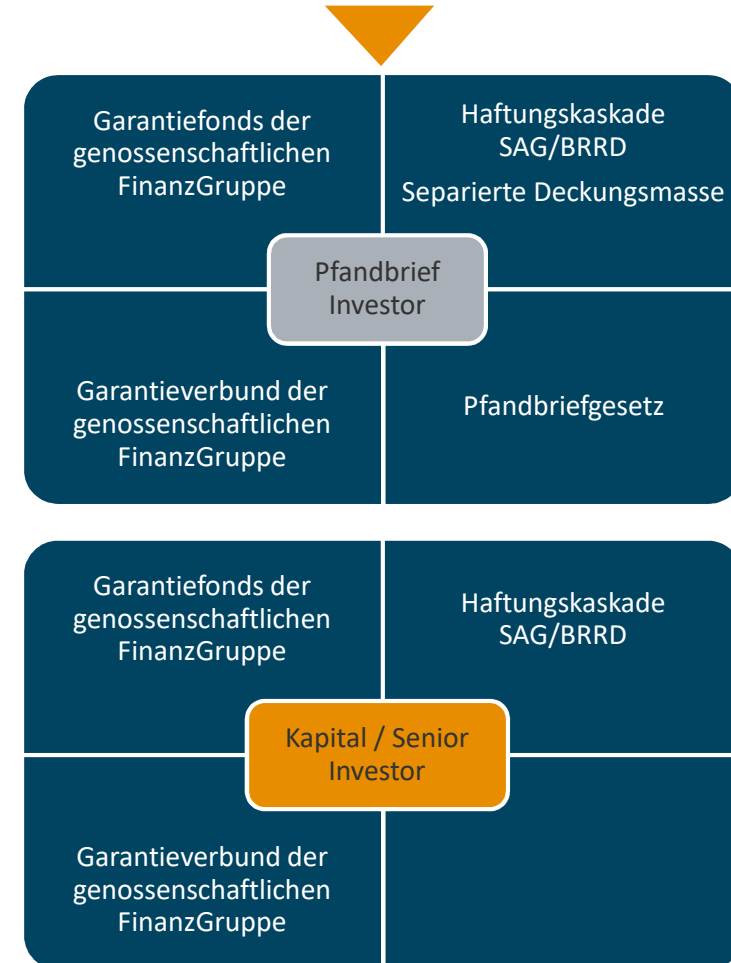 Garantiefonds der
genossenschaftlichen
FinanzGruppe
Haftungskaskade
SAG/BRRD
Separierte Deckungsmasse
Pfandbrief
Investor
Garantieverbund der
genossenschaftlichen
FinanzGruppe
Pfandbriefgesetz
Garantiefonds der
genossenschaftlichen
FinanzGruppe
Haftungskaskade
SAG/BRRD
Kapital / Senior
Investor
Garantieverbund der
genossenschaftlichen
FinanzGruppe